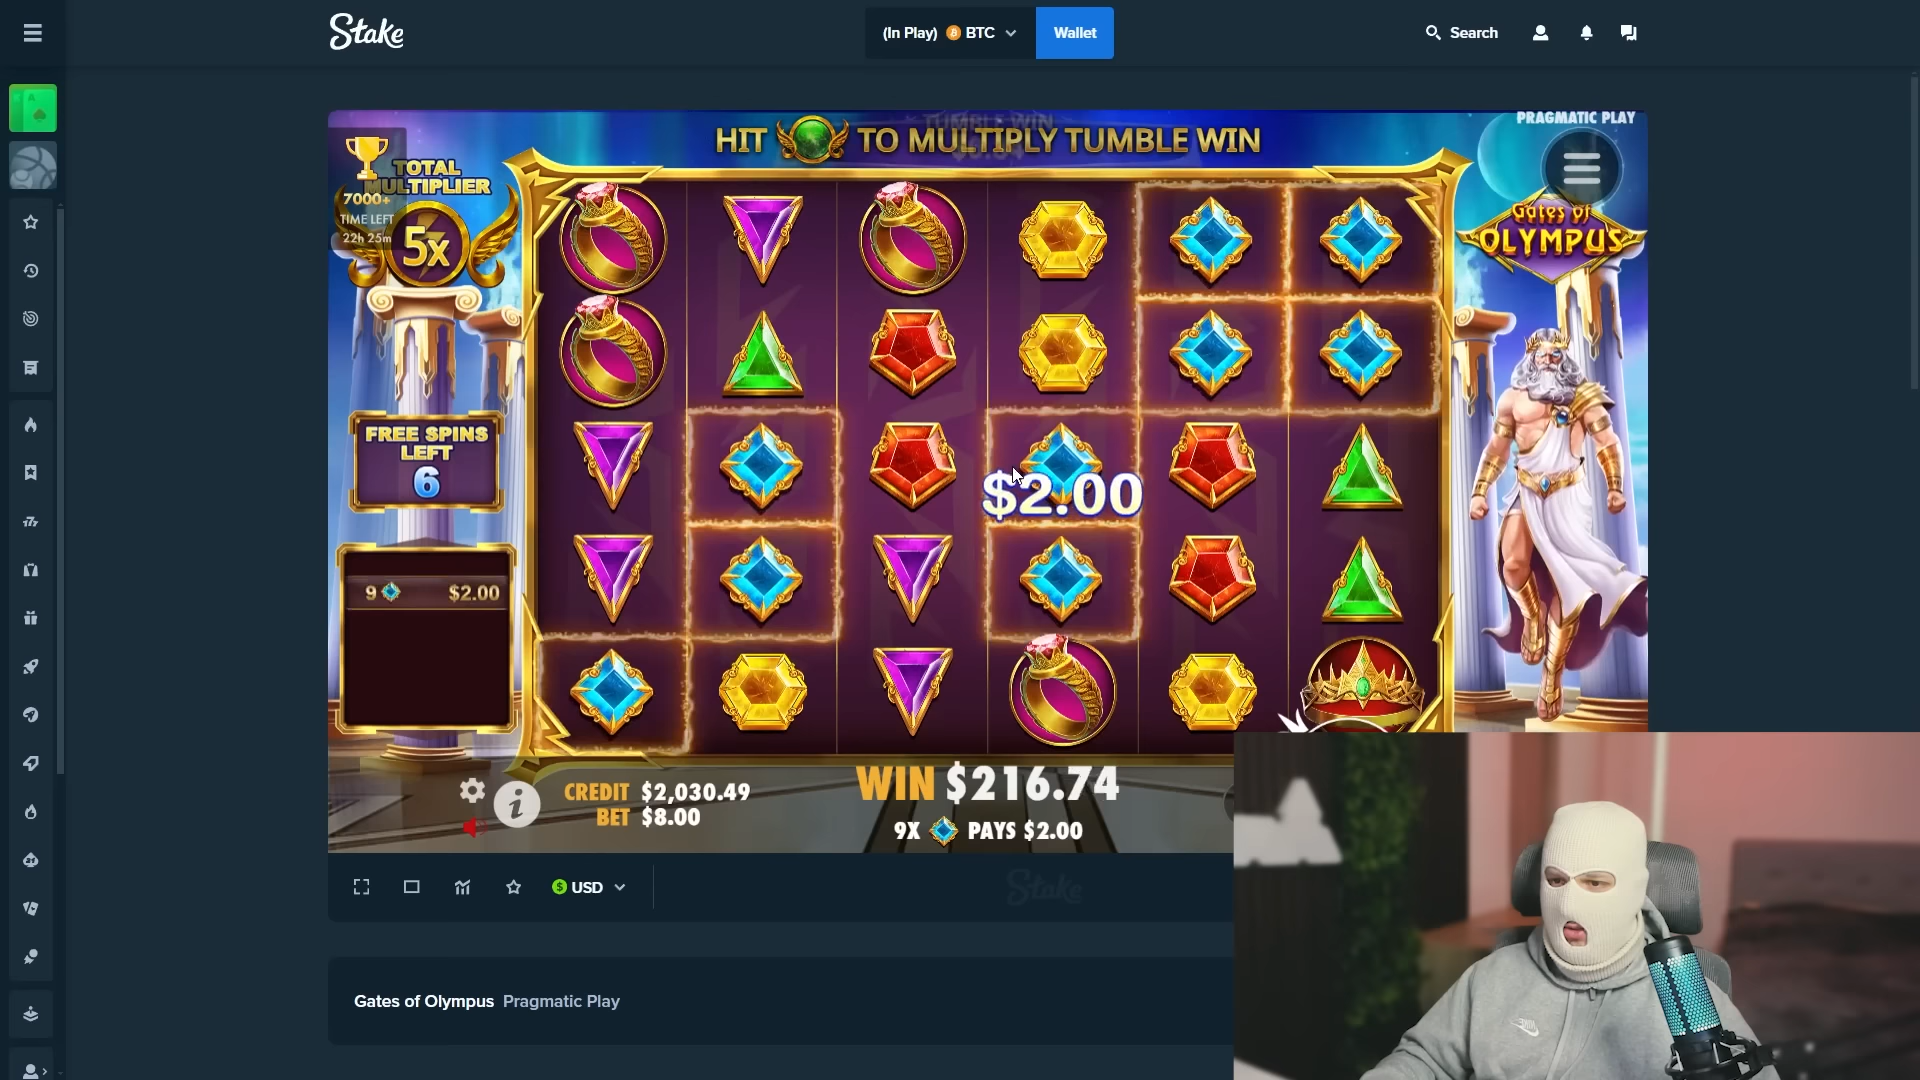 Stake
(In Play) BTC
Wallet
Search
PRAGMATIC PLAY
HIT TO MULTIPLY TUMBLE WIN
TUMBLE WIN
TOTAL
MULTIPLIER
7000+
TIME LEFT
22h 25m
5x
Gates of
OLYMPUS
FREE SPINS
LEFT
6
$2.00
9 $2.00
CREDIT $2,030.49
BET $8.00
WIN $216.74
9X PAYS $2.00
USD
Stake
Gates of Olympus Pragmatic Play